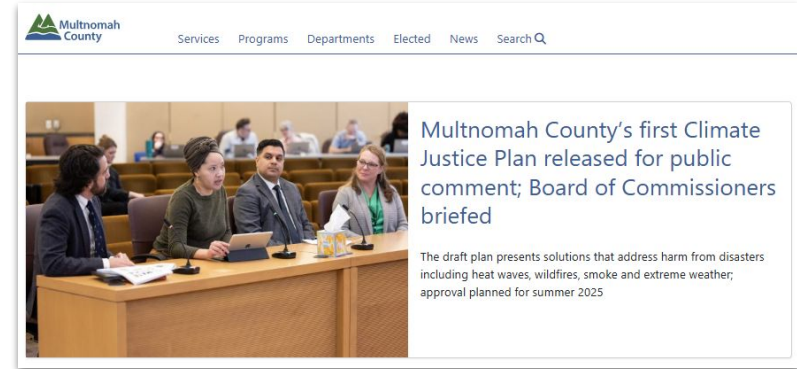 Multnomah
County
Services Programs Departments Elected News Search
Multnomah County’s first Climate
Justice Plan released for public
comment; Board of Commissioners
briefed
The draft plan presents solutions that address harm from disasters
including heat waves, wildfires, smoke and extreme weather;
approval planned for summer 2025